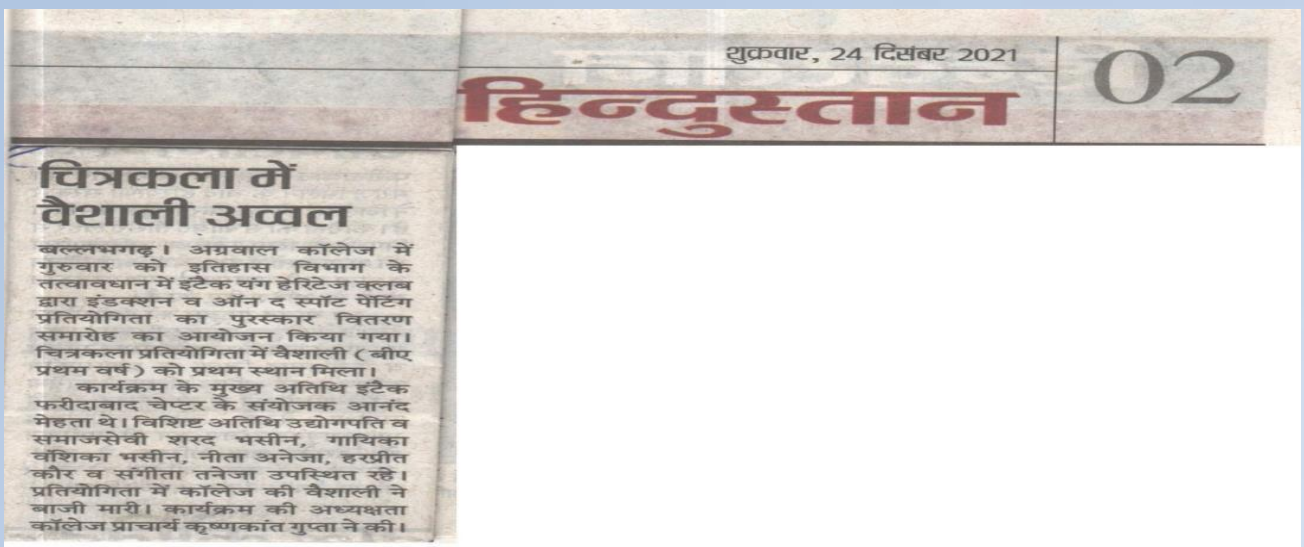 शुक्रवार, 24 दिसंबर 2021
02
हिन्दुस्तान
चित्रकला में
वैशाली अव्वल
बल्लभगढ़। अग्रवाल कॉलेज में
गुरुवार को इतिहास विभाग के
तत्वावधान में इंटैक यंग हेरिटेज क्लब
द्वारा इंडक्शन व ऑन द स्पॉट पेंटिंग
प्रतियोगिता का पुरस्कार वितरण
समारोह का आयोजन किया गया।
चित्रकला प्रतियोगिता में वैशाली (बीए
प्रथम वर्ष) को प्रथम स्थान मिला।
कार्यक्रम के मुख्य अतिथि इंटैक
फरीदाबाद चेप्टर के संयोजक आनंद
मेहता थे। विशिष्ट अतिथि उद्योगपति व
समाजसेवी शरद भसीन, गायिका
वंशिका भसीन, नीता अनेजा, हरप्रीत
कौर व संगीता तनेजा उपस्थित रहे।
प्रतियोगिता में कॉलेज की वैशाली ने
बाजी मारी। कार्यक्रम की अध्यक्षता
कॉलेज प्राचार्य कृष्णकांत गुप्ता ने की।